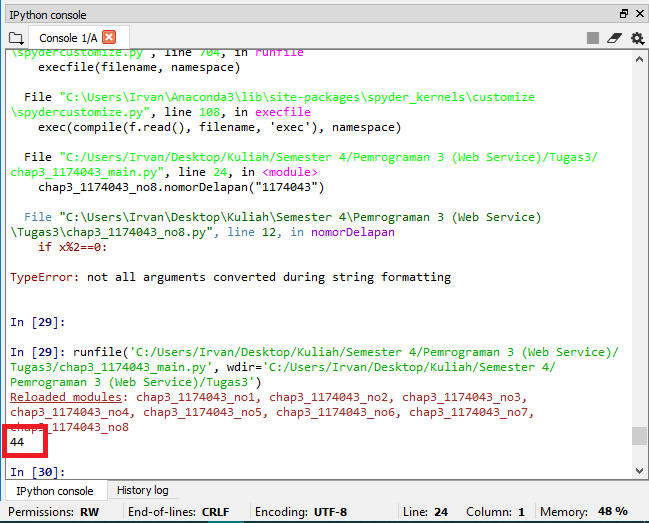 IPython console
Console 1/A
\spydercustomize.py", line 704, in runfile
execfile(filename, namespace)
File "C:\Users\Irvan\Anaconda3\lib\site-packages\spyder_kernels\customize
\spydercustomize.py", line 108, in execfile
exec(compile(f.read(), filename, 'exec'), namespace)
File "C:/Users/Irvan/Desktop/Kuliah/Semester 4/Pemrograman 3 (Web Service)/Tugas3/
chap3_1174043_main.py", line 24, in <module>
chap3_1174043_no8.nomorDelapan("1174043")
File "C:\Users\Irvan\Desktop\Kuliah\Semester 4\Pemrograman 3 (Web Service)
\Tugas3\chap3_1174043_no8.py", line 12, in nomorDelapan
if x%2==0:
TypeError: not all arguments converted during string formatting
In [29]:
In [29]: runfile('C:/Users/Irvan/Desktop/Kuliah/Semester 4/Pemrograman 3 (Web Service)/
Tugas3/chap3_1174043_main.py', wdir='C:/Users/Irvan/Desktop/Kuliah/Semester 4/
Pemrograman 3 (Web Service)/Tugas3')
Reloaded modules: chap3_1174043_no1, chap3_1174043_no2, chap3_1174043_no3,
chap3_1174043_no4, chap3_1174043_no5, chap3_1174043_no6, chap3_1174043_no7,
chap3_1174043_no8
44
In [30]:
IPython console History log
Permissions: RW End-of-lines: CRLF Encoding: UTF-8 Line: 24 Column: 1 Memory: 48 %